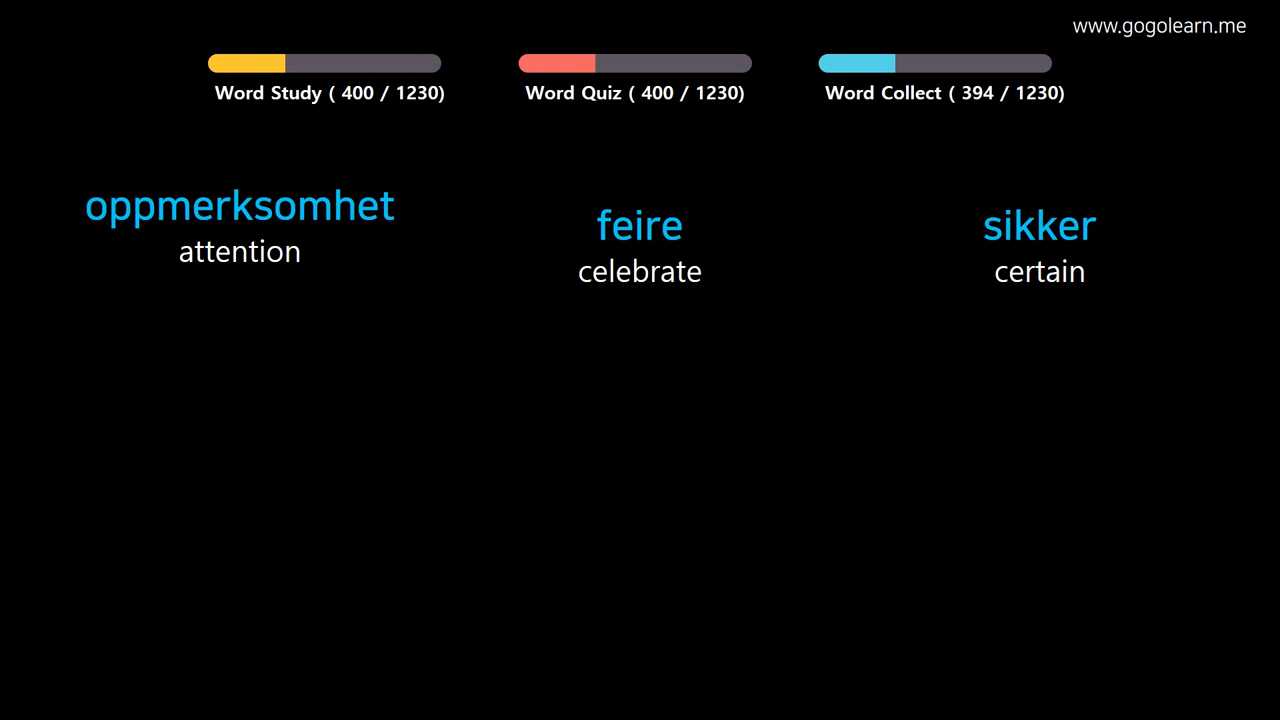 www.gogolearn.me
Word Study ( 400 / 1230)
Word Quiz ( 400 / 1230)
Word Collect ( 394 / 1230)
oppmerksomhet
attention
feire
celebrate
sikker
certain